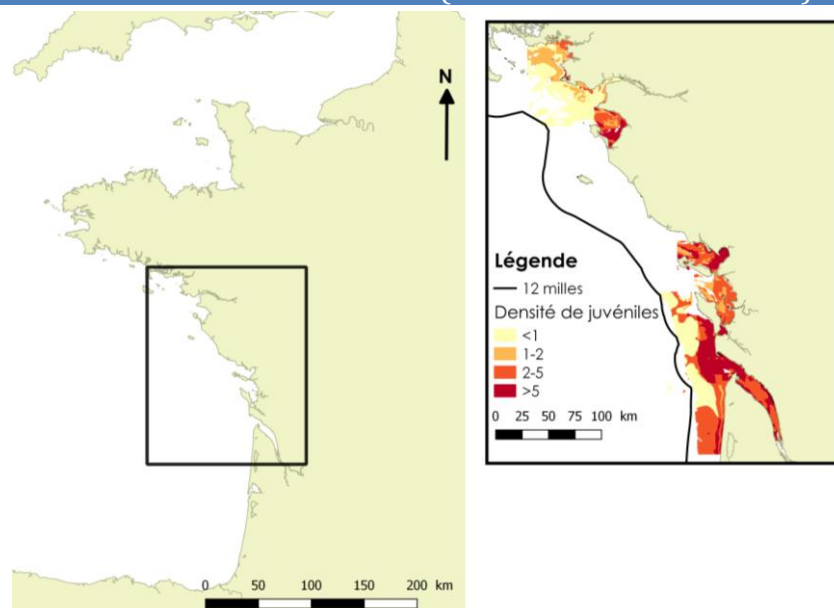 N
0 50 100 150 200 km
Légende
12 milles
Densité de juvéniles
<1
1-2
2-5
>5
0 25 50 75 100 km